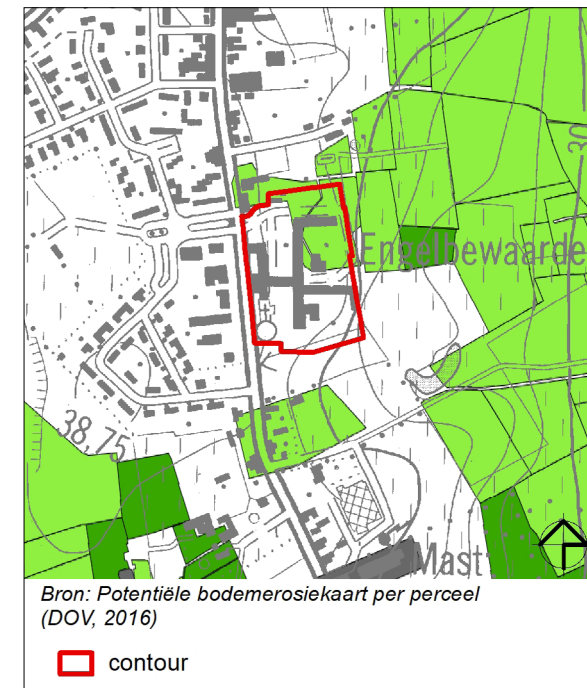 30
Engelbewaarde
38,75
Mast
Bron: Potentiële bodemerosiekaart per perceel
(DOV, 2016)
contour